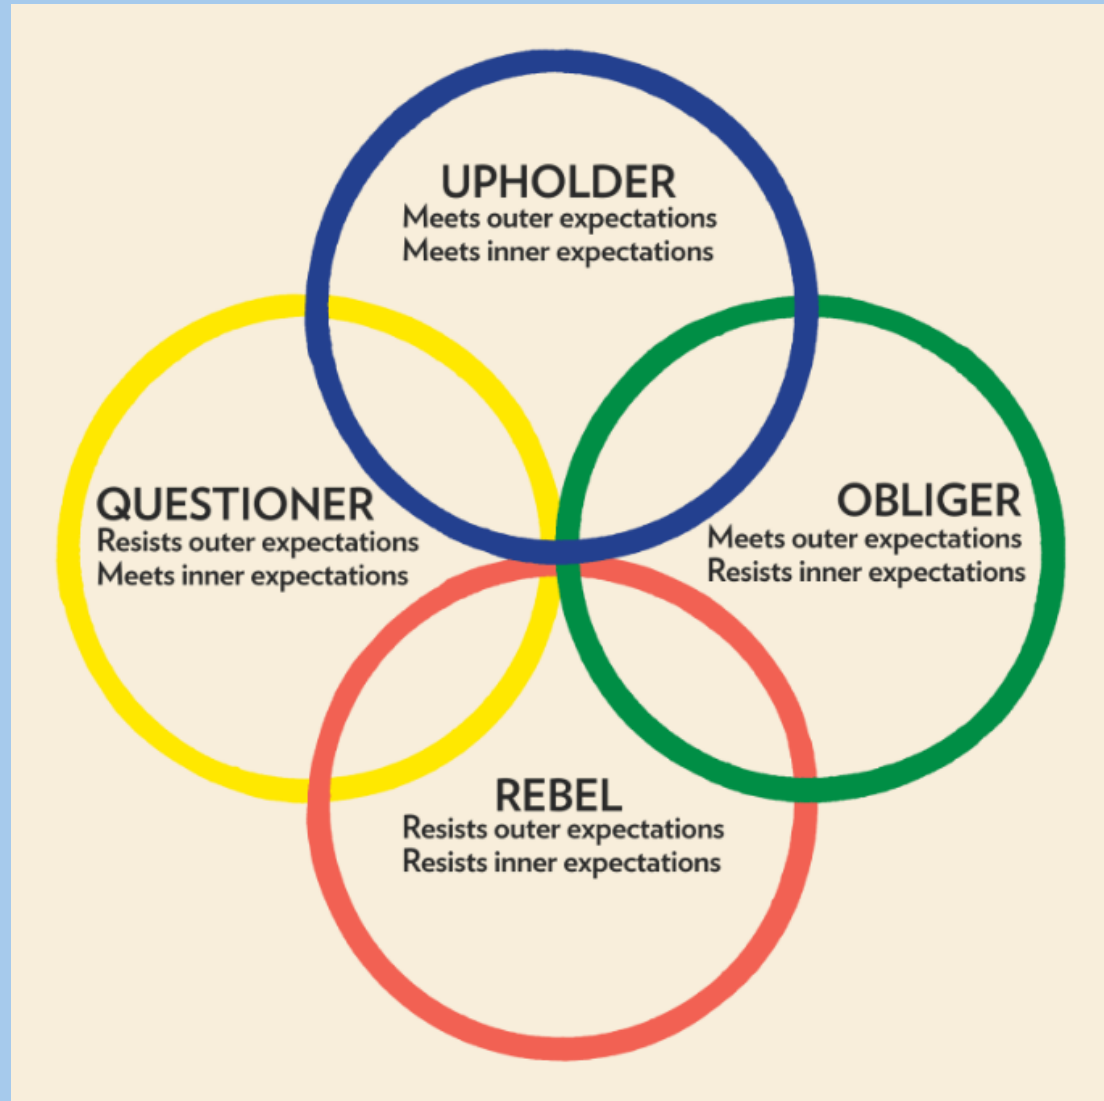 UPHOLDER
Meets outer expectations
Meets inner expectations
QUESTIONER
Resists outer expectations
Meets inner expectations
OBLIGER
Meets outer expectations
Resists inner expectations
REBEL
Resists outer expectations
Resists inner expectations